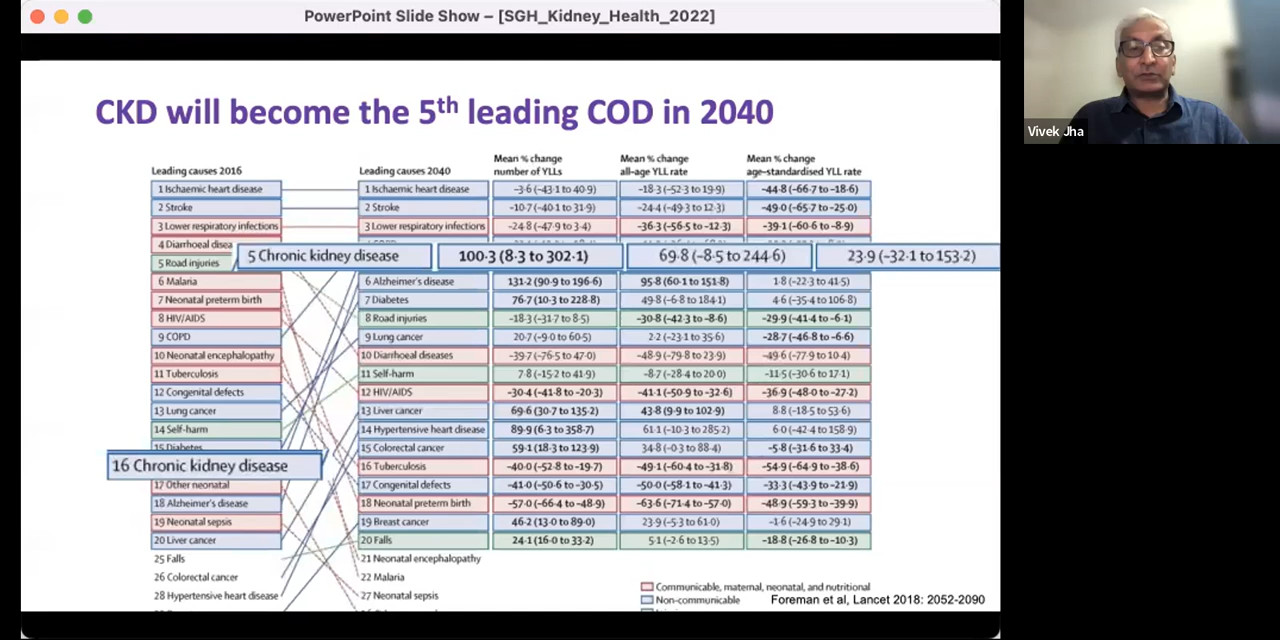 PowerPoint Slide Show – [SGH_Kidney_Health_2022]
Vivek Jha
CKD will become the 5th leading COD in 2040
Leading causes 2016 Leading causes 2040 Mean % change number of YLLs Mean % change all-age YLL rate Mean % change age-standardised YLL rate
1 Ischaemic heart disease 1 Ischaemic heart disease –3·6 (–43·1 to 40·9) –18·3 (–52·3 to 19·9) –44·8 (–66·7 to –18·6)
2 Stroke 2 Stroke –10·7 (–40·1 to 31·9) –24·4 (–49·3 to 12·3) –49·0 (–65·7 to –25·0)
3 Lower respiratory infections 3 Lower respiratory infections –24·8 (–47·9 to 3·4) –36·3 (–56·5 to –12·3) –39·1 (–60·6 to –8·9)
4 Diarrhoeal disea
5 Road injuries 5 Chronic kidney disease 100·3 (8·3 to 302·1) 69·8 (–8·5 to 244·6) 23·9 (–32·1 to 153·2)
6 Malaria 6 Alzheimer's disease 131·2 (90·9 to 196·6) 95·8 (60·1 to 151·8) 1·8 (–22·3 to 41·5)
7 Neonatal preterm birth 7 Diabetes 76·7 (10·3 to 228·8) 49·8 (–6·8 to 184·1) 4·6 (–35·4 to 106·8)
8 HIV/AIDS 8 Road injuries –18·3 (–31·7 to 8·5) –30·8 (–42·3 to –8·6) –29·9 (–41·4 to –6·1)
9 COPD 9 Lung cancer 20·7 (–9·0 to 60·5) 2·2 (–23·1 to 35·6) –28·7 (–46·8 to –6·6)
10 Neonatal encephalopathy 10 Diarrhoeal diseases –39·7 (–76·5 to 47·0) –48·9 (–79·8 to 23·9) –49·6 (–77·9 to 10·4)
11 Tuberculosis 11 Self-harm 7·8 (–15·2 to 41·9) –8·7 (–28·4 to 20·0) –11·5 (–30·6 to 17·1)
12 Congenital defects 12 HIV/AIDS –30·4 (–41·8 to –20·3) –41·1 (–50·9 to –32·6) –36·9 (–48·0 to –27·2)
13 Lung cancer 13 Liver cancer 69·6 (30·7 to 135·2) 43·8 (9·9 to 102·9) 8·8 (–18·5 to 53·6)
14 Self-harm 14 Hypertensive heart disease 89·9 (6·3 to 358·7) 61·1 (–10·3 to 285·2) 6·0 (–42·4 to 158·9)
15 Diabetes 15 Colorectal cancer 59·1 (18·3 to 123·9) 34·8 (–0·3 to 88·4) –5·8 (–31·6 to 33·4)
16 Chronic kidney disease 16 Tuberculosis –40·0 (–52·8 to –19·7) –49·1 (–60·4 to –31·8) –54·9 (–64·9 to –38·6)
17 Other neonatal 17 Congenital defects –41·0 (–50·6 to –30·5) –50·0 (–58·1 to –41·3) –33·3 (–43·9 to –21·9)
18 Alzheimer's disease 18 Neonatal preterm birth –57·0 (–66·4 to –48·9) –63·6 (–71·4 to –57·0) –48·9 (–59·3 to –39·9)
19 Neonatal sepsis 19 Breast cancer 46·2 (13·0 to 89·0) 23·9 (–5·3 to 61·0) –1·6 (–24·9 to 29·1)
20 Liver cancer 20 Falls 24·1 (16·0 to 33·2) 5·1 (–2·6 to 13·5) –18·8 (–26·8 to –10·3)
25 Falls 21 Neonatal encephalopathy
26 Colorectal cancer 22 Malaria
28 Hypertensive heart disease 27 Neonatal sepsis
Communicable, maternal, neonatal, and nutritional
Non-communicable
Foreman et al, Lancet 2018: 2052-2090